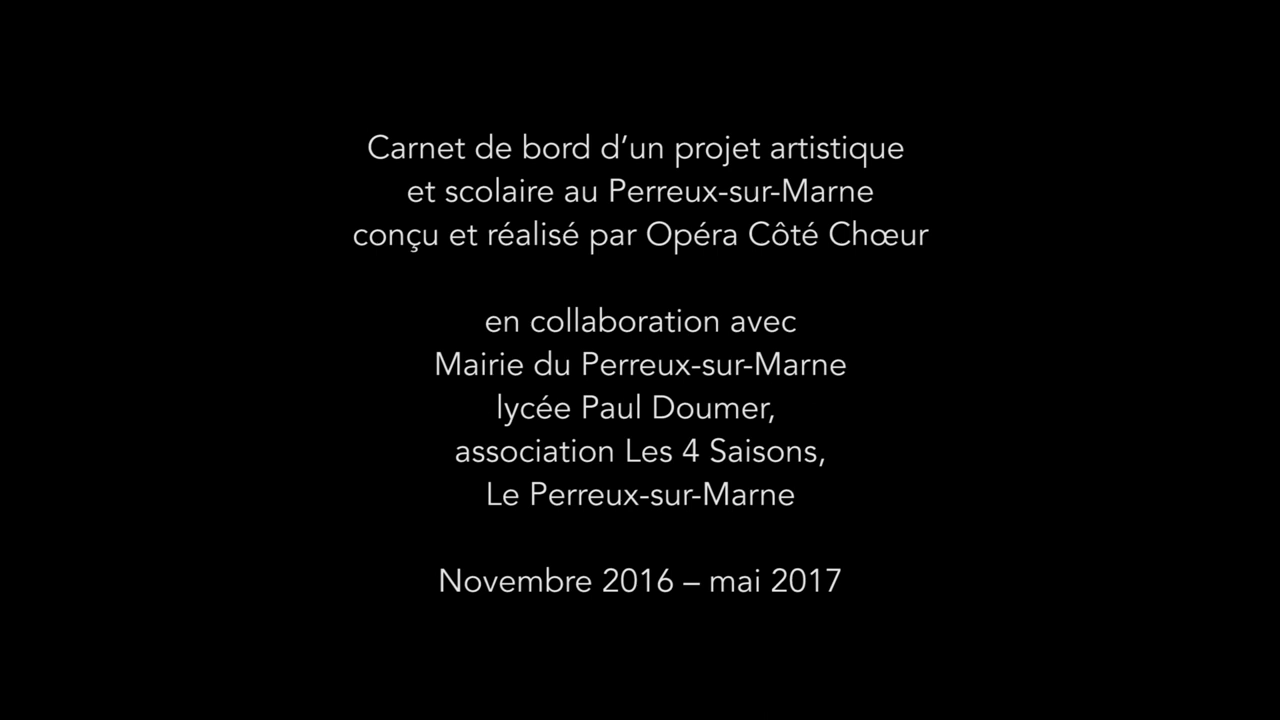 Carnet de bord d’un projet artistique
et scolaire au Perreux-sur-Marne
conçu et réalisé par Opéra Côté Chœur
en collaboration avec
Mairie du Perreux-sur-Marne
lycée Paul Doumer,
association Les 4 Saisons,
Le Perreux-sur-Marne
Novembre 2016 – mai 2017